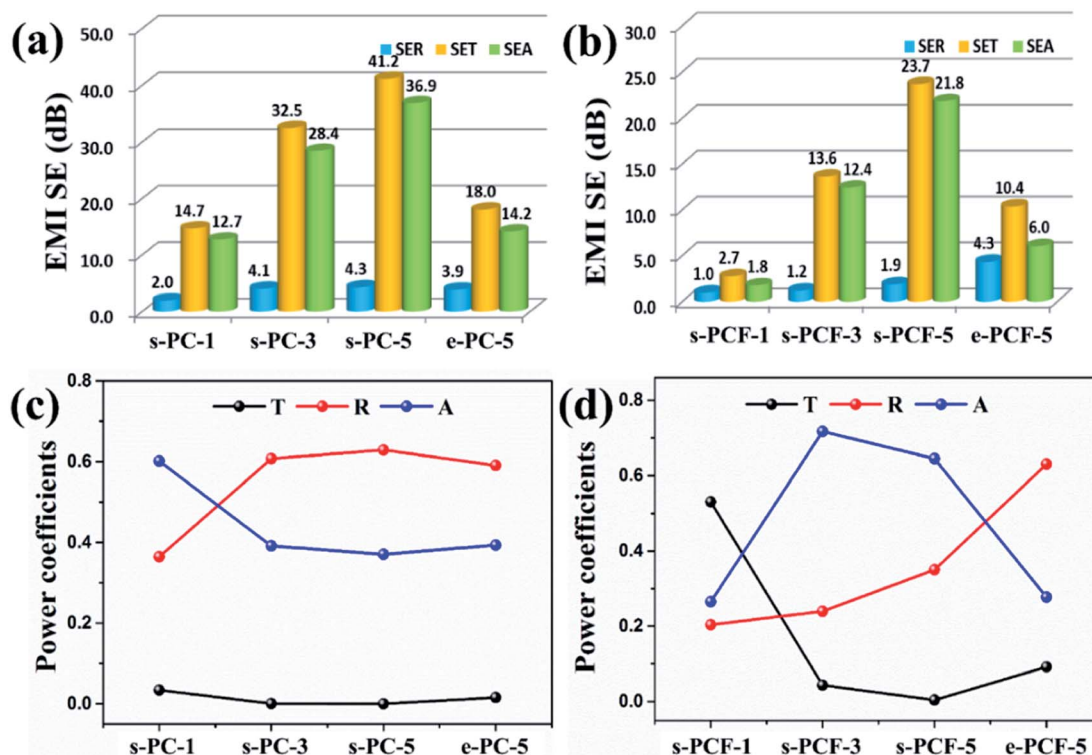 (a)
EMI SE (dB)
50.0
40.0
30.0
20.0
10.0
0.0
SER SET SEA
2.0 14.7 12.7
4.1 32.5 28.4
4.3 41.2 36.9
3.9 18.0 14.2
s-PC-1 s-PC-3 s-PC-5 e-PC-5
(b)
EMI SE (dB)
30.0
25.0
20.0
15.0
10.0
5.0
0.0
SER SET SEA
1.0 2.7 1.8
1.2 13.6 12.4
1.9 23.7 21.8
4.3 10.4 6.0
s-PCF-1 s-PCF-3 s-PCF-5 e-PCF-5
(c)
Power coefficients
0.8
0.6
0.4
0.2
0.0
T R A
s-PC-1 s-PC-3 s-PC-5 e-PC-5
(d)
Power coefficients
0.8
0.6
0.4
0.2
0.0
T R A
s-PCF-1 s-PCF-3 s-PCF-5 e-PCF-5